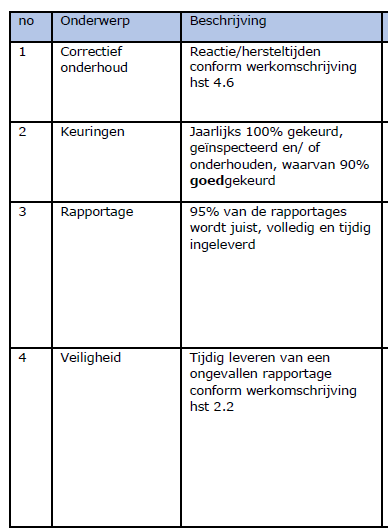 no Onderwerp Beschrijving
1 Correctief Reactie/hersteltijden
onderhoud conform werkomschrijving
hst 4.6
2 Keuringen Jaarlijks 100% gekeurd,
geïnspecteerd en/ of
onderhouden, waarvan 90%
goedgekeurd
3 Rapportage 95% van de rapportages
wordt juist, volledig en tijdig
ingeleverd
4 Veiligheid Tijdig leveren van een
ongevallen rapportage
conform werkomschrijving
hst 2.2